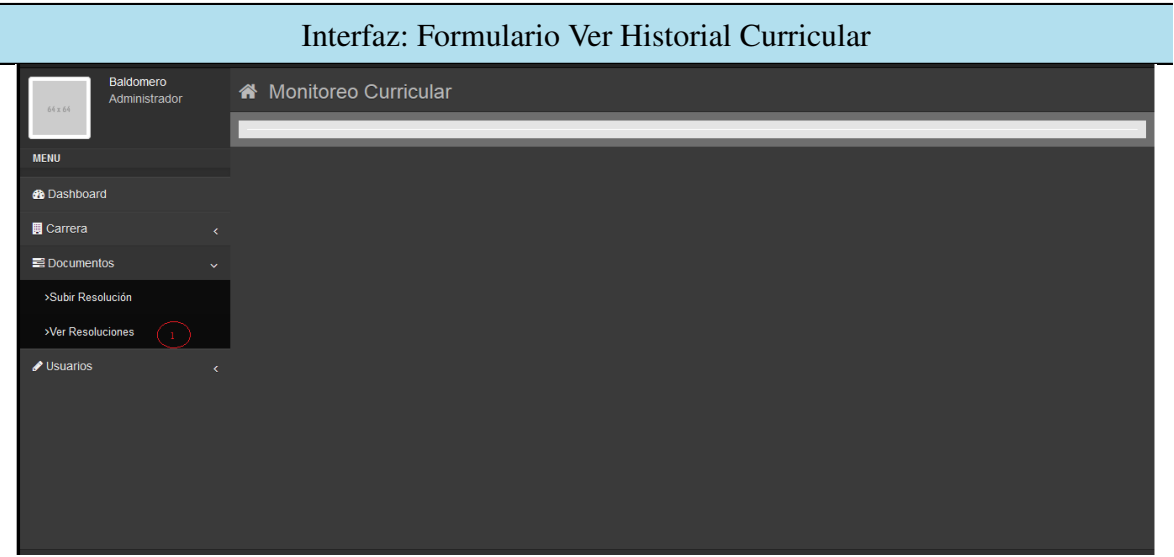 Interfaz: Formulario Ver Historial Curricular
64 x 64
Baldomero
Administrador
Monitoreo Curricular
MENU
Dashboard
Carrera
Documentos
>Subir Resolución
>Ver Resoluciones
1
Usuarios